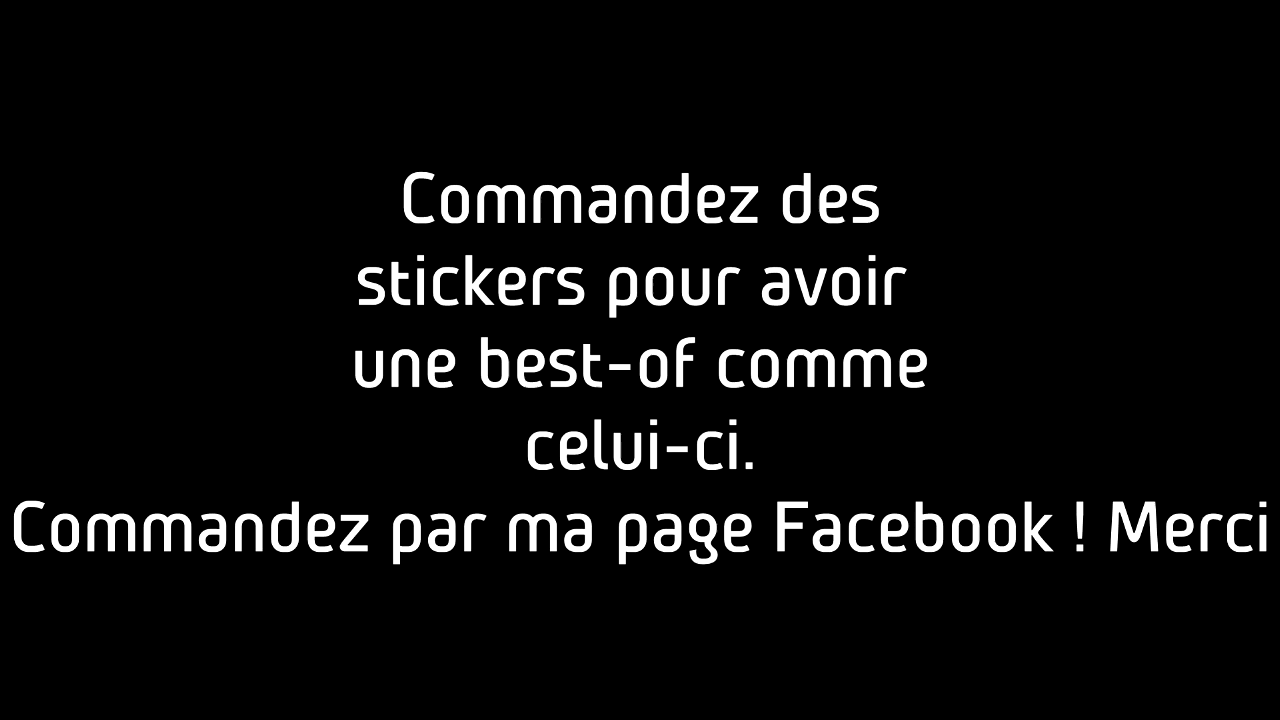 Commandez des
stickers pour avoir
une best-of comme
celui-ci.
Commandez par ma page Facebook ! Merci